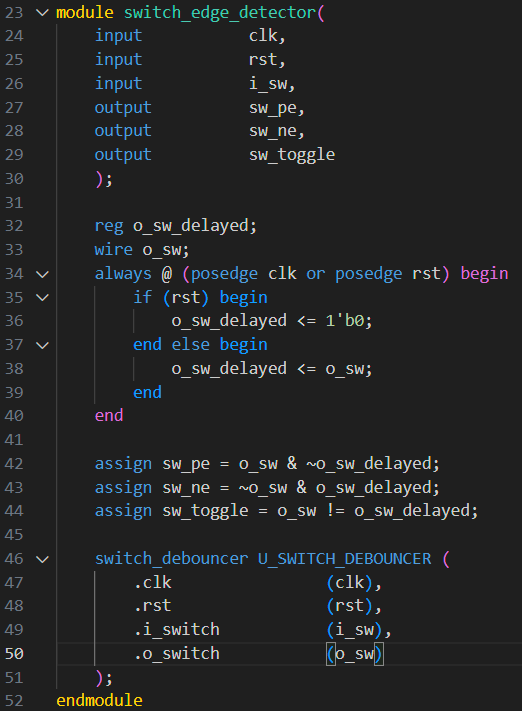 23 module switch_edge_detector(
24     input           clk,
25     input           rst,
26     input           i_sw,
27     output          sw_pe,
28     output          sw_ne,
29     output          sw_toggle
30     );
31
32     reg o_sw_delayed;
33     wire o_sw;
34     always @ (posedge clk or posedge rst) begin
35         if (rst) begin
36             o_sw_delayed <= 1'b0;
37         end else begin
38             o_sw_delayed <= o_sw;
39         end
40     end
41
42     assign sw_pe = o_sw & ~o_sw_delayed;
43     assign sw_ne = ~o_sw & o_sw_delayed;
44     assign sw_toggle = o_sw != o_sw_delayed;
45
46     switch_debouncer U_SWITCH_DEBOUNCER (
47         .clk                (clk),
48         .rst                (rst),
49         .i_switch           (i_sw),
50         .o_switch           (o_sw)
51     );
52 endmodule